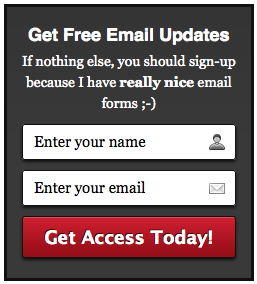 Get Free Email Updates
If nothing else, you should sign-up
because I have really nice email
forms ;-)
Enter your name
Enter your email
Get Access Today!